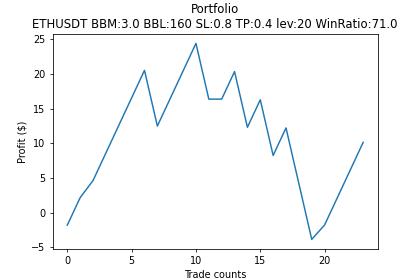 Portfolio
ETHUSDT BBM:3.0 BBL:160 SL:0.8 TP:0.4 lev:20 WinRatio:71.0
25
20
15
10
5
0
−5
Profit ($)
0 5 10 15 20
Trade counts